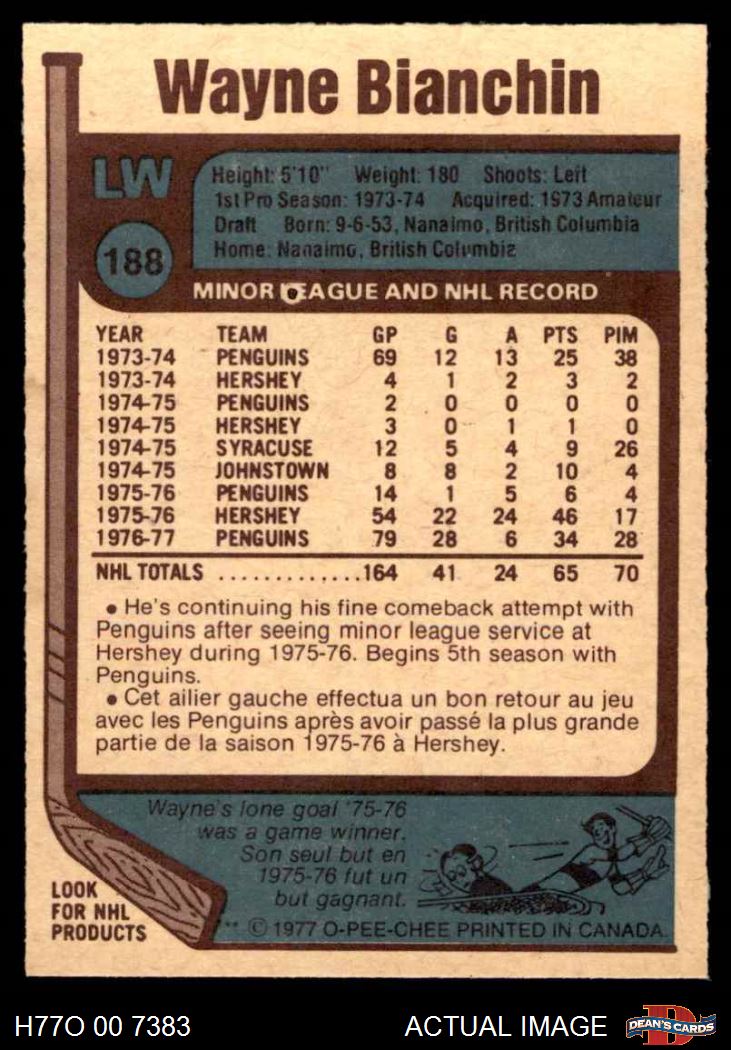 Wayne Bianchin
LW
188
Height: 5'10" Weight: 180 Shoots: Left
1st Pro Season: 1973-74 Acquired: 1973 Amateur
Draft Born: 9-6-53, Nanaimo, British Columbia
Home: Nanaimo, British Columbia
MINOR LEAGUE AND NHL RECORD
YEAR TEAM GP G A PTS PIM
1973-74 PENGUINS 69 12 13 25 38
1973-74 HERSHEY 4 1 2 3 2
1974-75 PENGUINS 2 0 0 0 0
1974-75 HERSHEY 3 0 1 1 0
1974-75 SYRACUSE 12 5 4 9 26
1974-75 JOHNSTOWN 8 8 2 10 4
1975-76 PENGUINS 14 1 5 6 4
1975-76 HERSHEY 54 22 24 46 17
1976-77 PENGUINS 79 28 6 34 28
NHL TOTALS .............164 41 24 65 70
• He's continuing his fine comeback attempt with
Penguins after seeing minor league service at
Hershey during 1975-76. Begins 5th season with
Penguins.
• Cet ailier gauche effectua un bon retour au jeu
avec les Penguins après avoir passé la plus grande
partie de la saison 1975-76 à Hershey.
Wayne's lone goal '75-76
was a game winner.
Son seul but en
1975-76 fut un
but gagnant.
LOOK
FOR NHL
PRODUCTS
** © 1977 O-PEE-CHEE PRINTED IN CANADA.
H77O 00 7383
ACTUAL IMAGE
D
DEAN'S CARDS